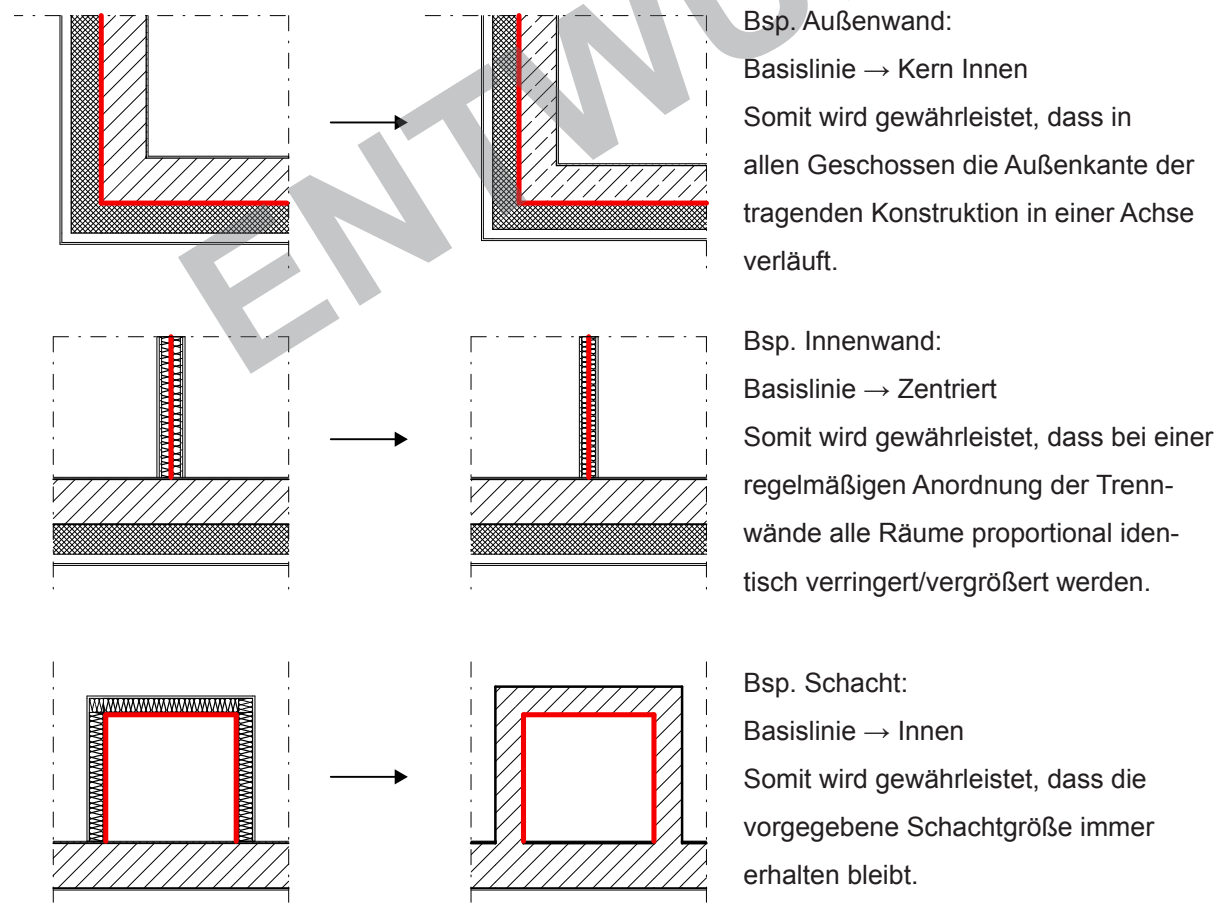 Bsp. Außenwand:
Basislinie → Kern Innen
Somit wird gewährleistet, dass in
allen Geschossen die Außenkante der
tragenden Konstruktion in einer Achse
verläuft.
Bsp. Innenwand:
Basislinie → Zentriert
Somit wird gewährleistet, dass bei einer
regelmäßigen Anordnung der Trenn-
wände alle Räume proportional iden-
tisch verringert/vergrößert werden.
Bsp. Schacht:
Basislinie → Innen
Somit wird gewährleistet, dass die
vorgegebene Schachtgröße immer
erhalten bleibt.
ENTWU